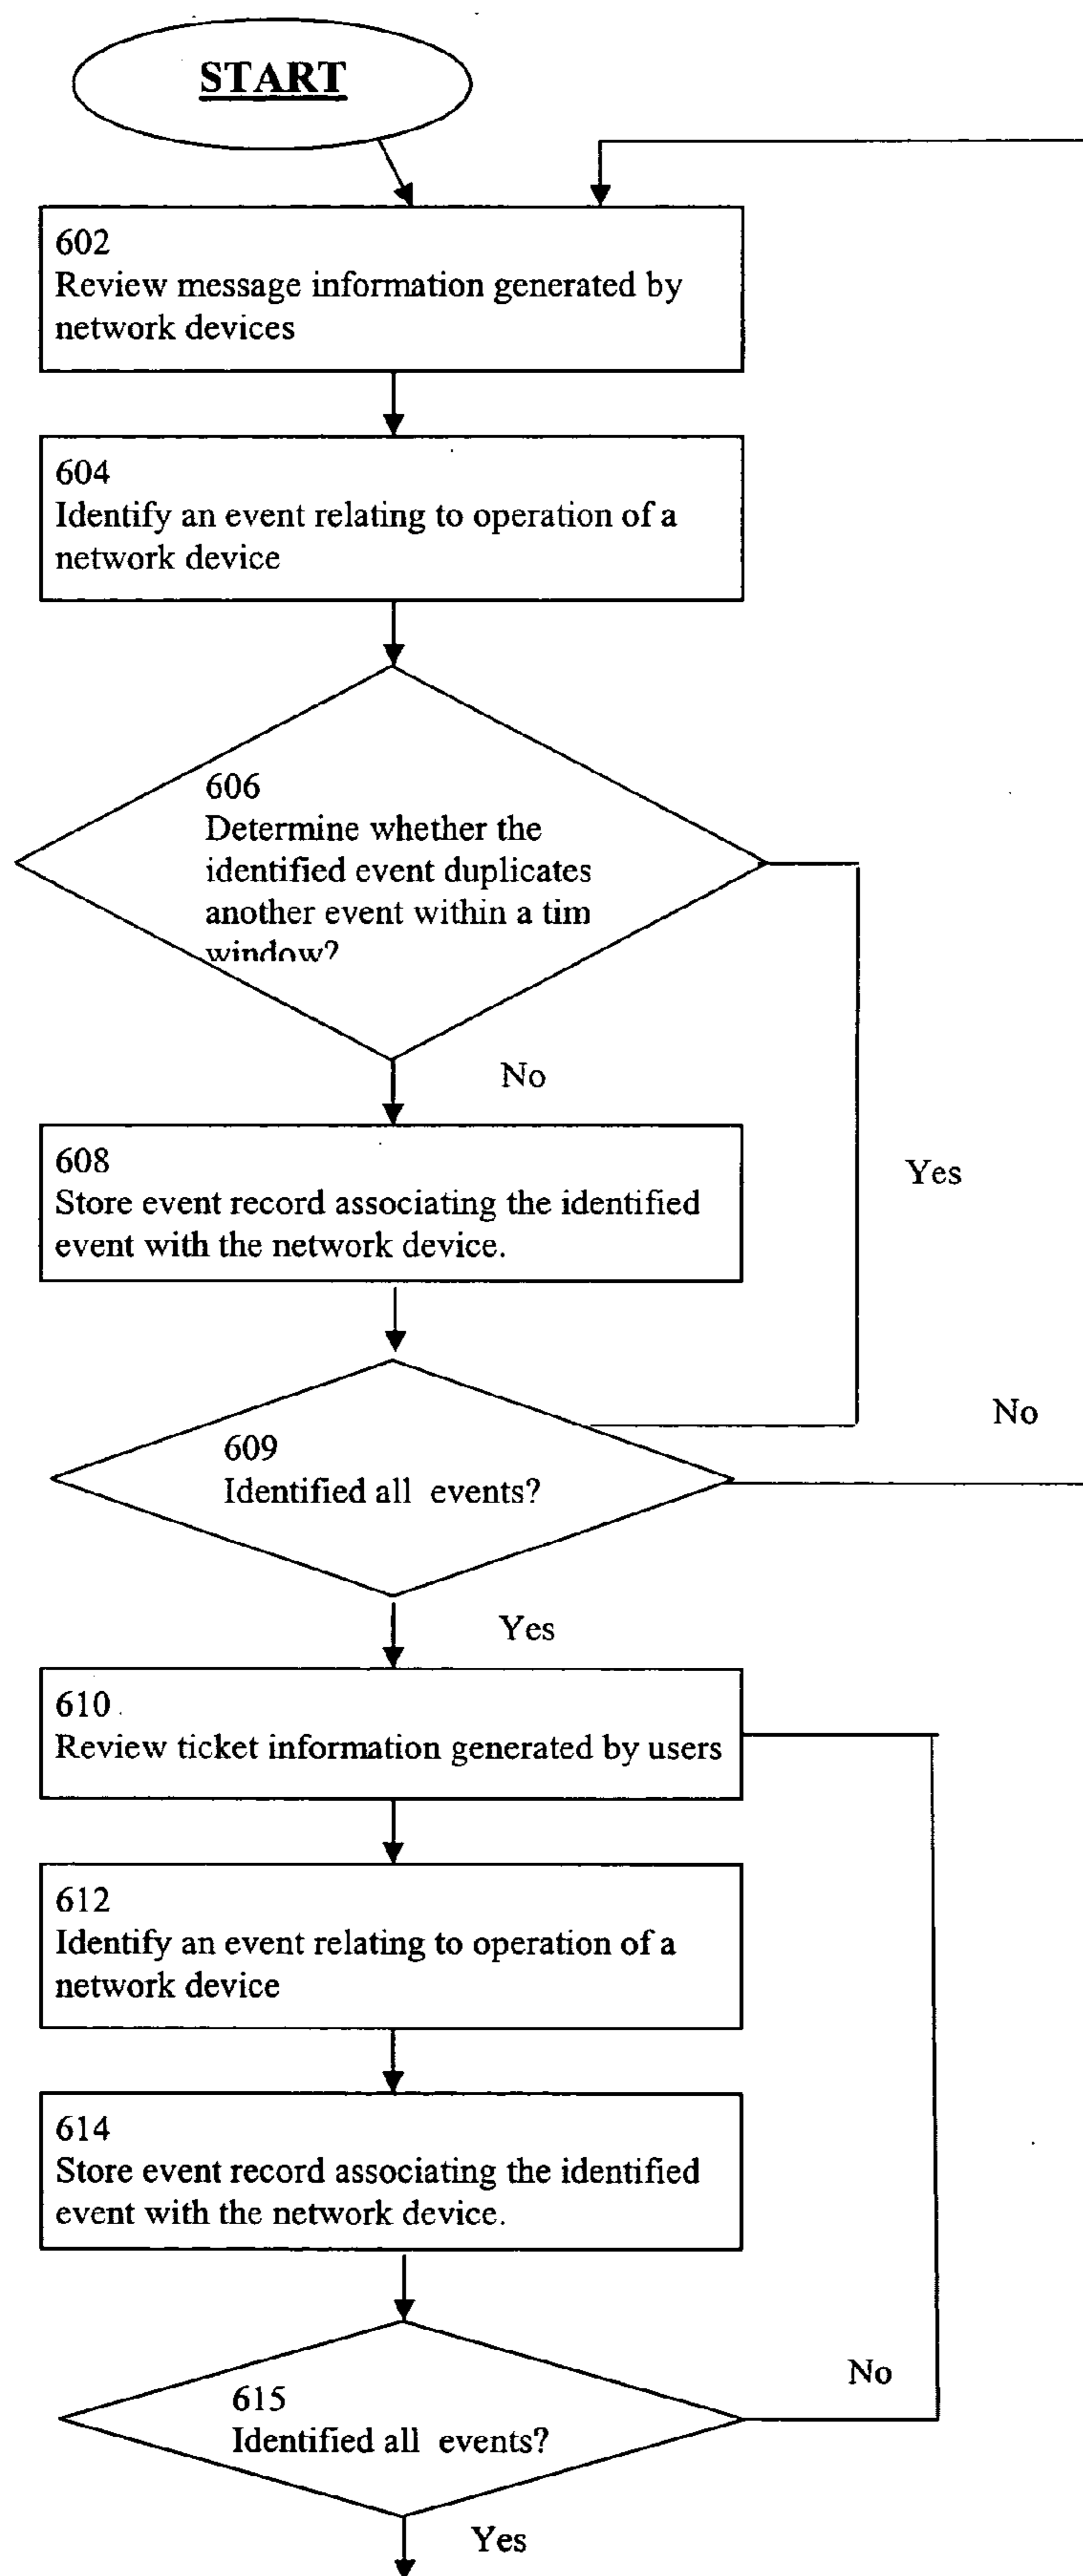 START
602
Review message information generated by
network devices
604
Identify an event relating to operation of a
network device
606
Determine whether the
identified event duplicates
another event within a tim
window?
No
608
Store event record associating the identified
event with the network device.
Yes
No
609
Identified all events?
Yes
610
Review ticket information generated by users
612
Identify an event relating to operation of a
network device
614
Store event record associating the identified
event with the network device.
No
615
Identified all events?
Yes